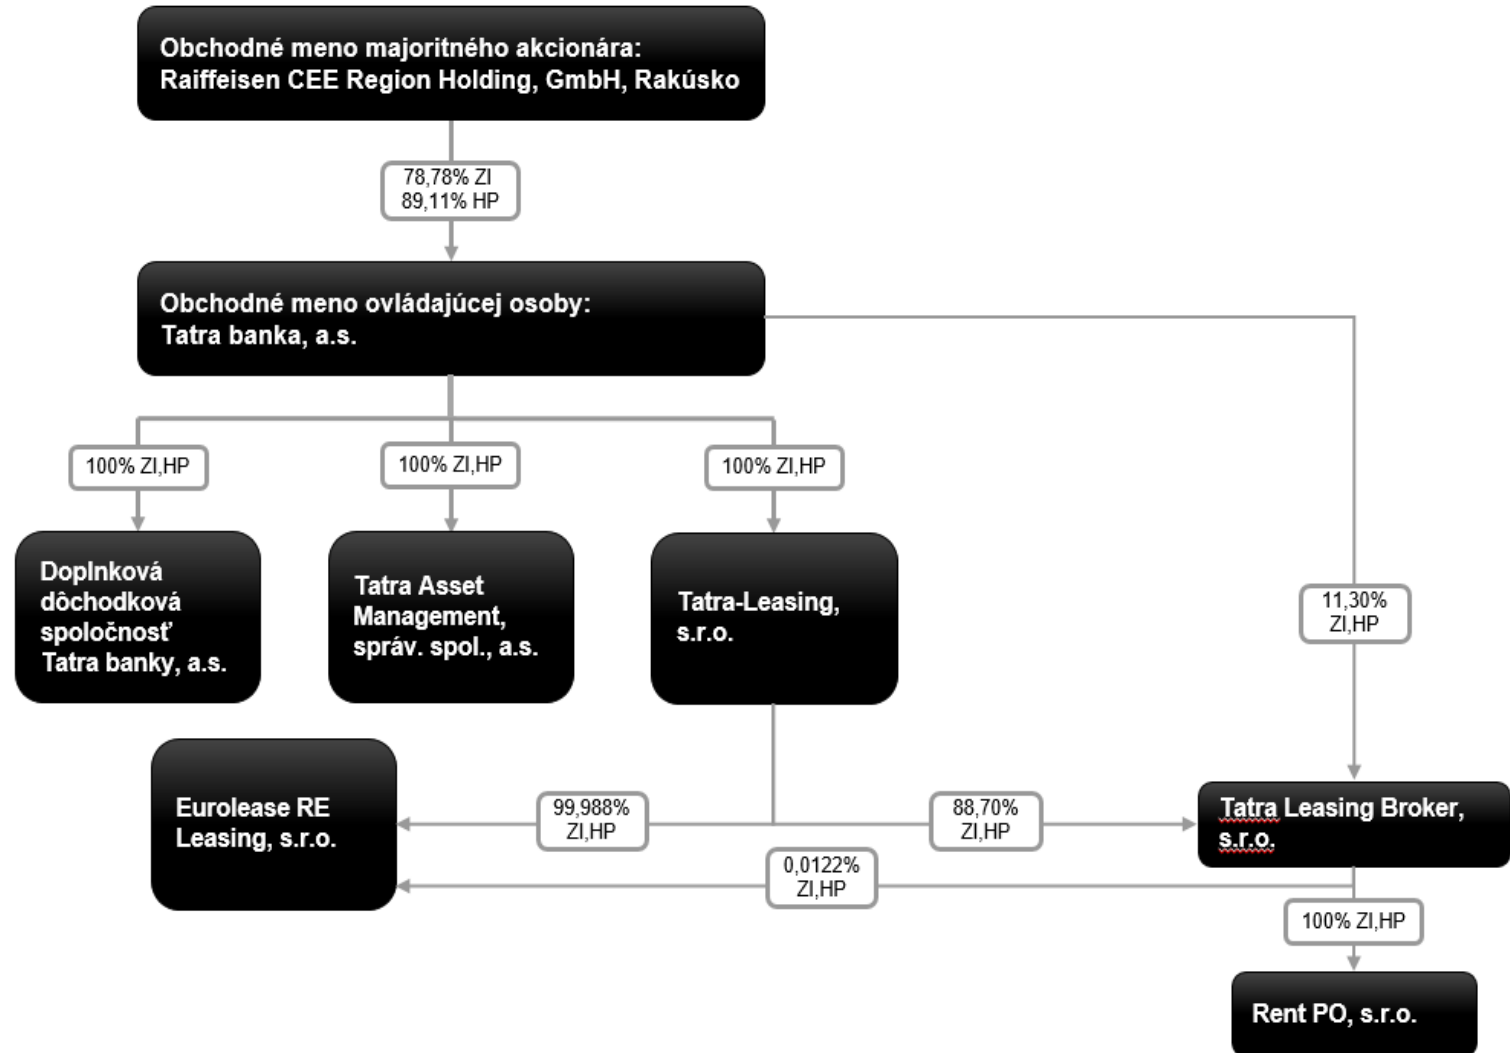 Obchodné meno majoritného akcionára:
Raiffeisen CEE Region Holding, GmbH, Rakúsko
78,78% ZI
89,11% HP
Obchodné meno ovládajúcej osoby:
Tatra banka, a.s.
100% ZI,HP
100% ZI,HP
100% ZI,HP
Doplnková
dôchodková
spoločnosť
Tatra banky, a.s.
Tatra Asset
Management,
správ. spol., a.s.
Tatra-Leasing,
s.r.o.
11,30%
ZI,HP
Eurolease RE
Leasing, s.r.o.
99,988%
ZI,HP
88,70%
ZI,HP
Tatra Leasing Broker,
s.r.o.
0,0122%
ZI,HP
100% ZI,HP
Rent PO, s.r.o.